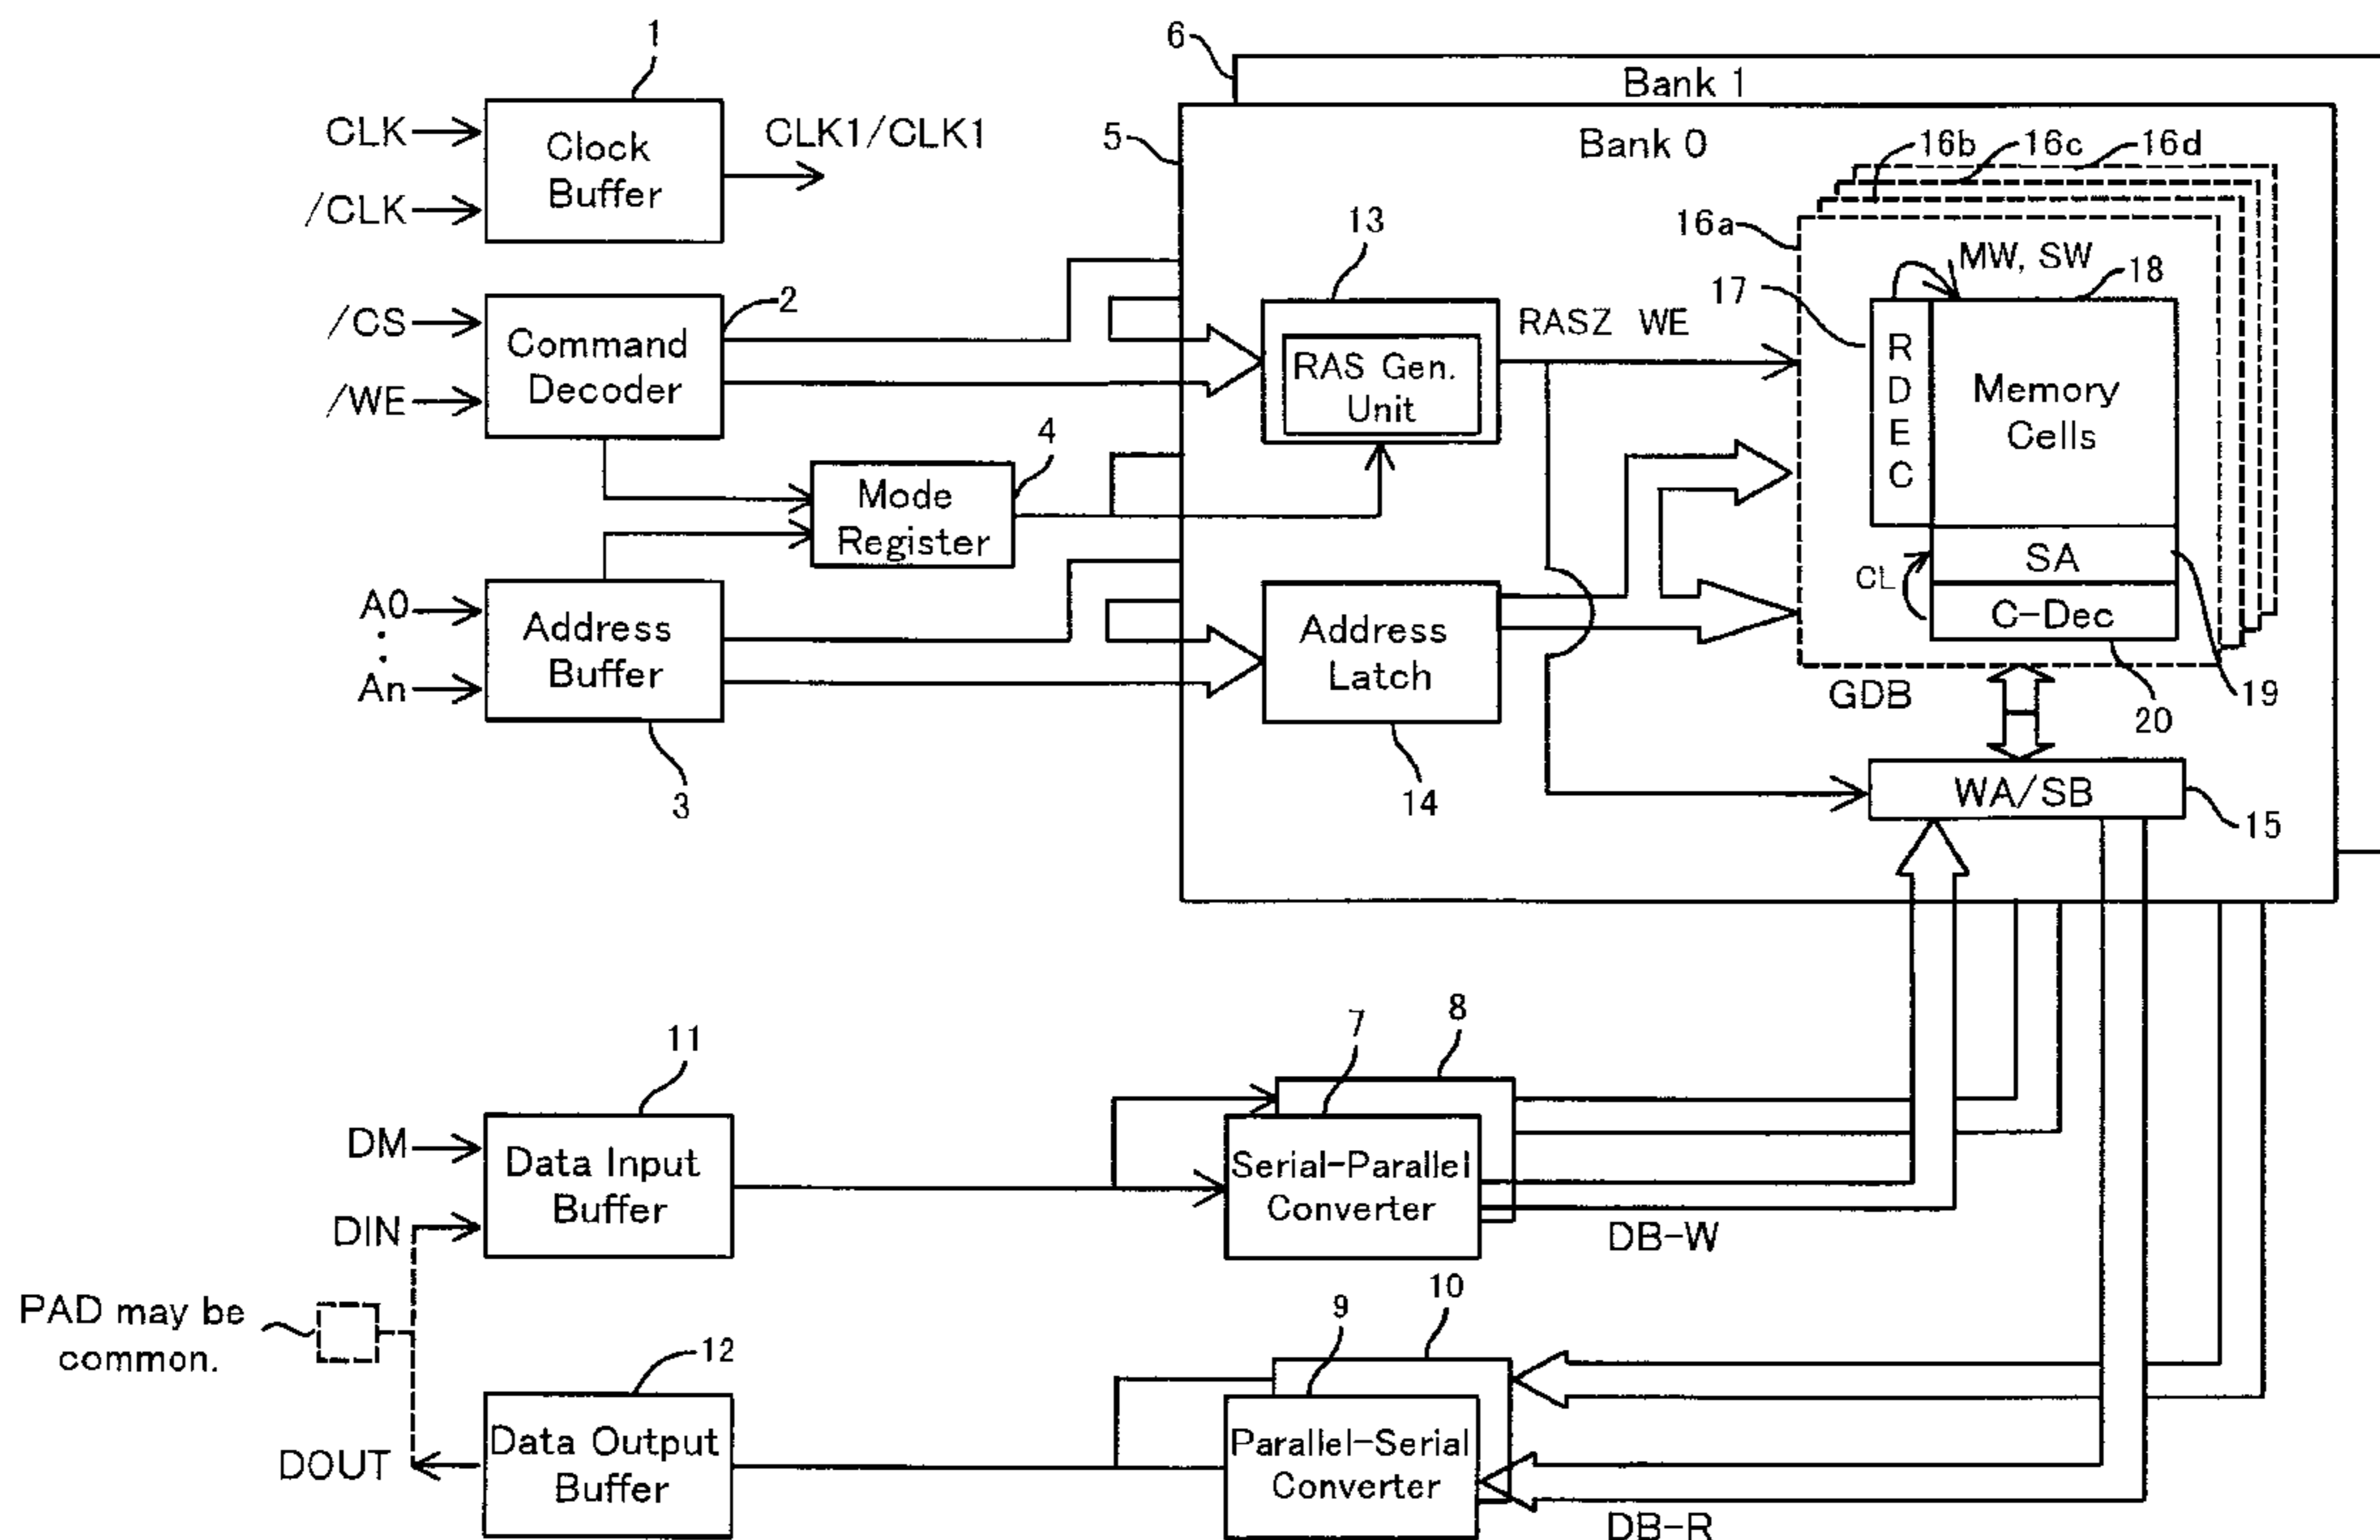 1
6
Bank 1
CLK
Clock
Buffer
/CLK
CLK1/CLK1
5
Bank 0
16b
16c
16d
13
16a
MW, SW
17
18
/CS
2
Command
Decoder
/WE
RAS Gen.
Unit
RASZ WE
R
D
E
C
Memory
Cells
4
Mode
Register
SA
CL
C-Dec
A0
Address
Buffer
An
Address
Latch
GDB
20
19
3
14
WA/SB
15
8
7
11
DM
Data Input
Buffer
DIN
Serial-Parallel
Converter
DB-W
10
9
PAD may be
common.
12
Data Output
Buffer
DOUT
Parallel-Serial
Converter
DB-R